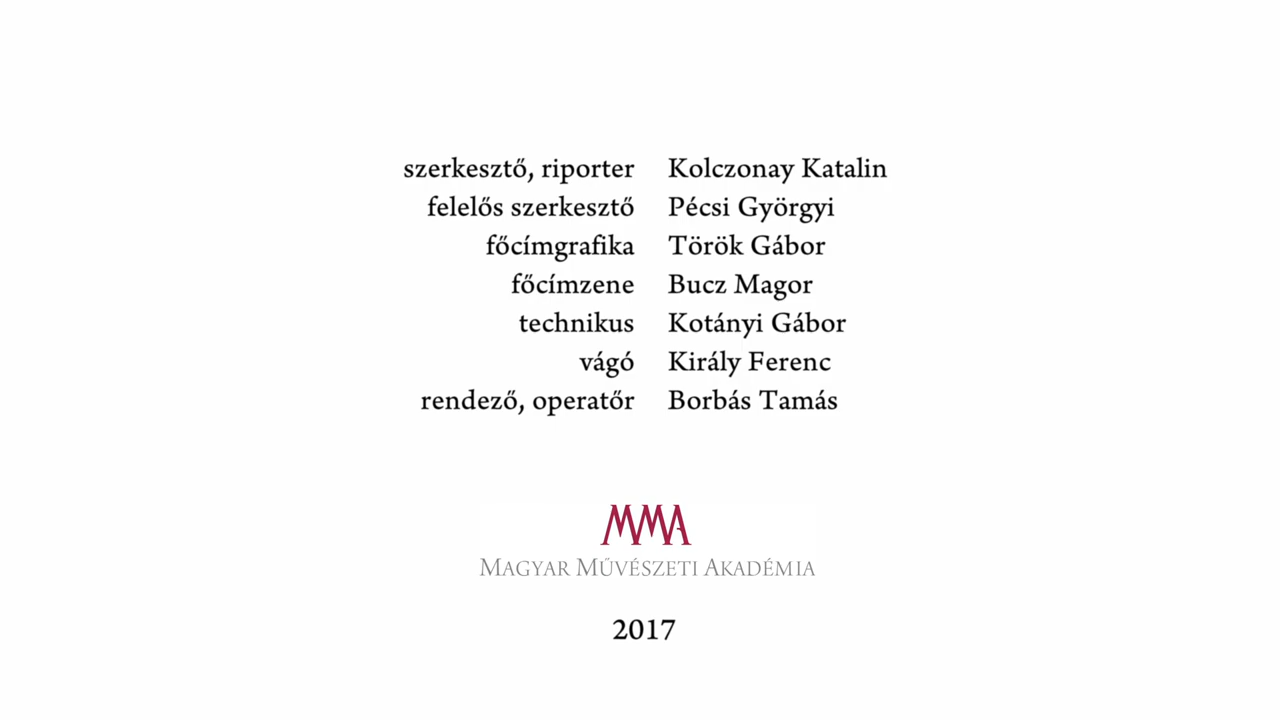 szerkesztő, riporter Kolczonay Katalin
felelős szerkesztő Pécsi Györgyi
főcímgrafika Török Gábor
főcímzene Bucz Magor
technikus Kotányi Gábor
vágó Király Ferenc
rendező, operatőr Borbás Tamás
MMA
MAGYAR MŰVÉSZETI AKADÉMIA
2017